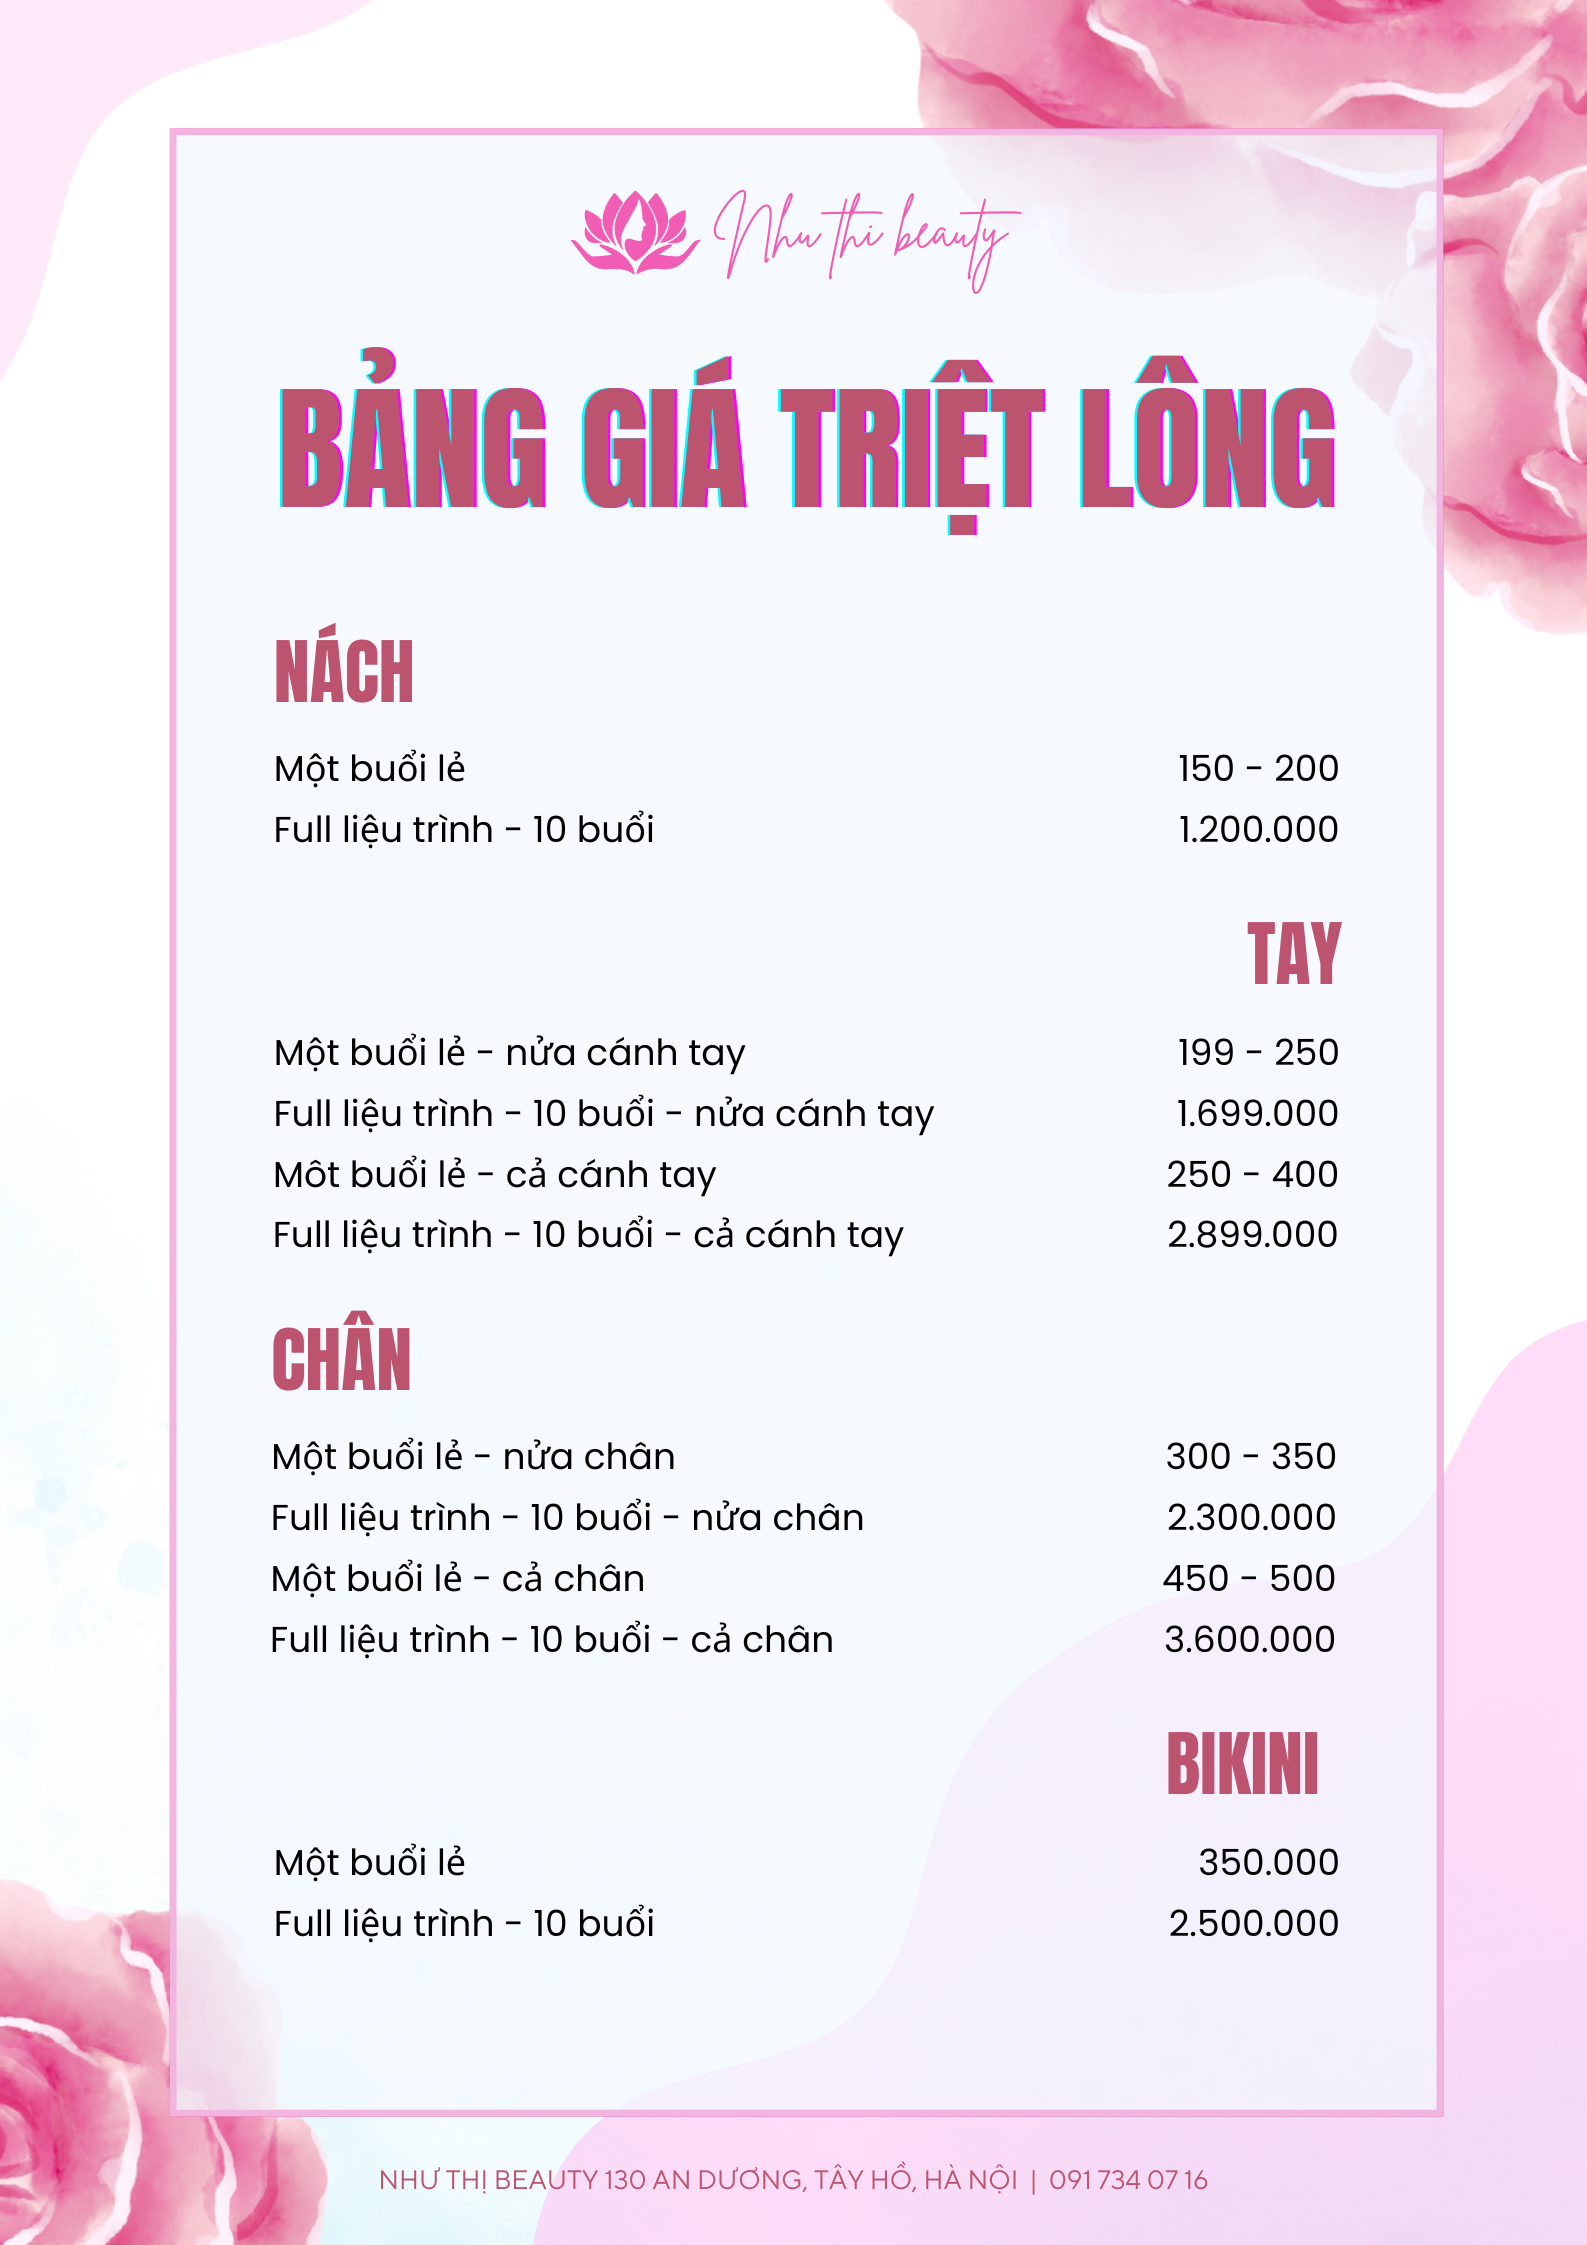 Nhu thi beauty
BẢNG GIÁ TRIỆT LÔNG
NÁCH
Một buổi lẻ 150 - 200
Full liệu trình - 10 buổi 1.200.000
TAY
Một buổi lẻ - nửa cánh tay 199 - 250
Full liệu trình - 10 buổi - nửa cánh tay 1.699.000
Môt buổi lẻ - cả cánh tay 250 - 400
Full liệu trình - 10 buổi - cả cánh tay 2.899.000
CHÂN
Một buổi lẻ - nửa chân 300 - 350
Full liệu trình - 10 buổi - nửa chân 2.300.000
Một buổi lẻ - cả chân 450 - 500
Full liệu trình - 10 buổi - cả chân 3.600.000
BIKINI
Một buổi lẻ 350.000
Full liệu trình - 10 buổi 2.500.000
NHƯ THỊ BEAUTY 130 AN DƯƠNG, TÂY HỒ, HÀ NỘI | 091 734 07 16